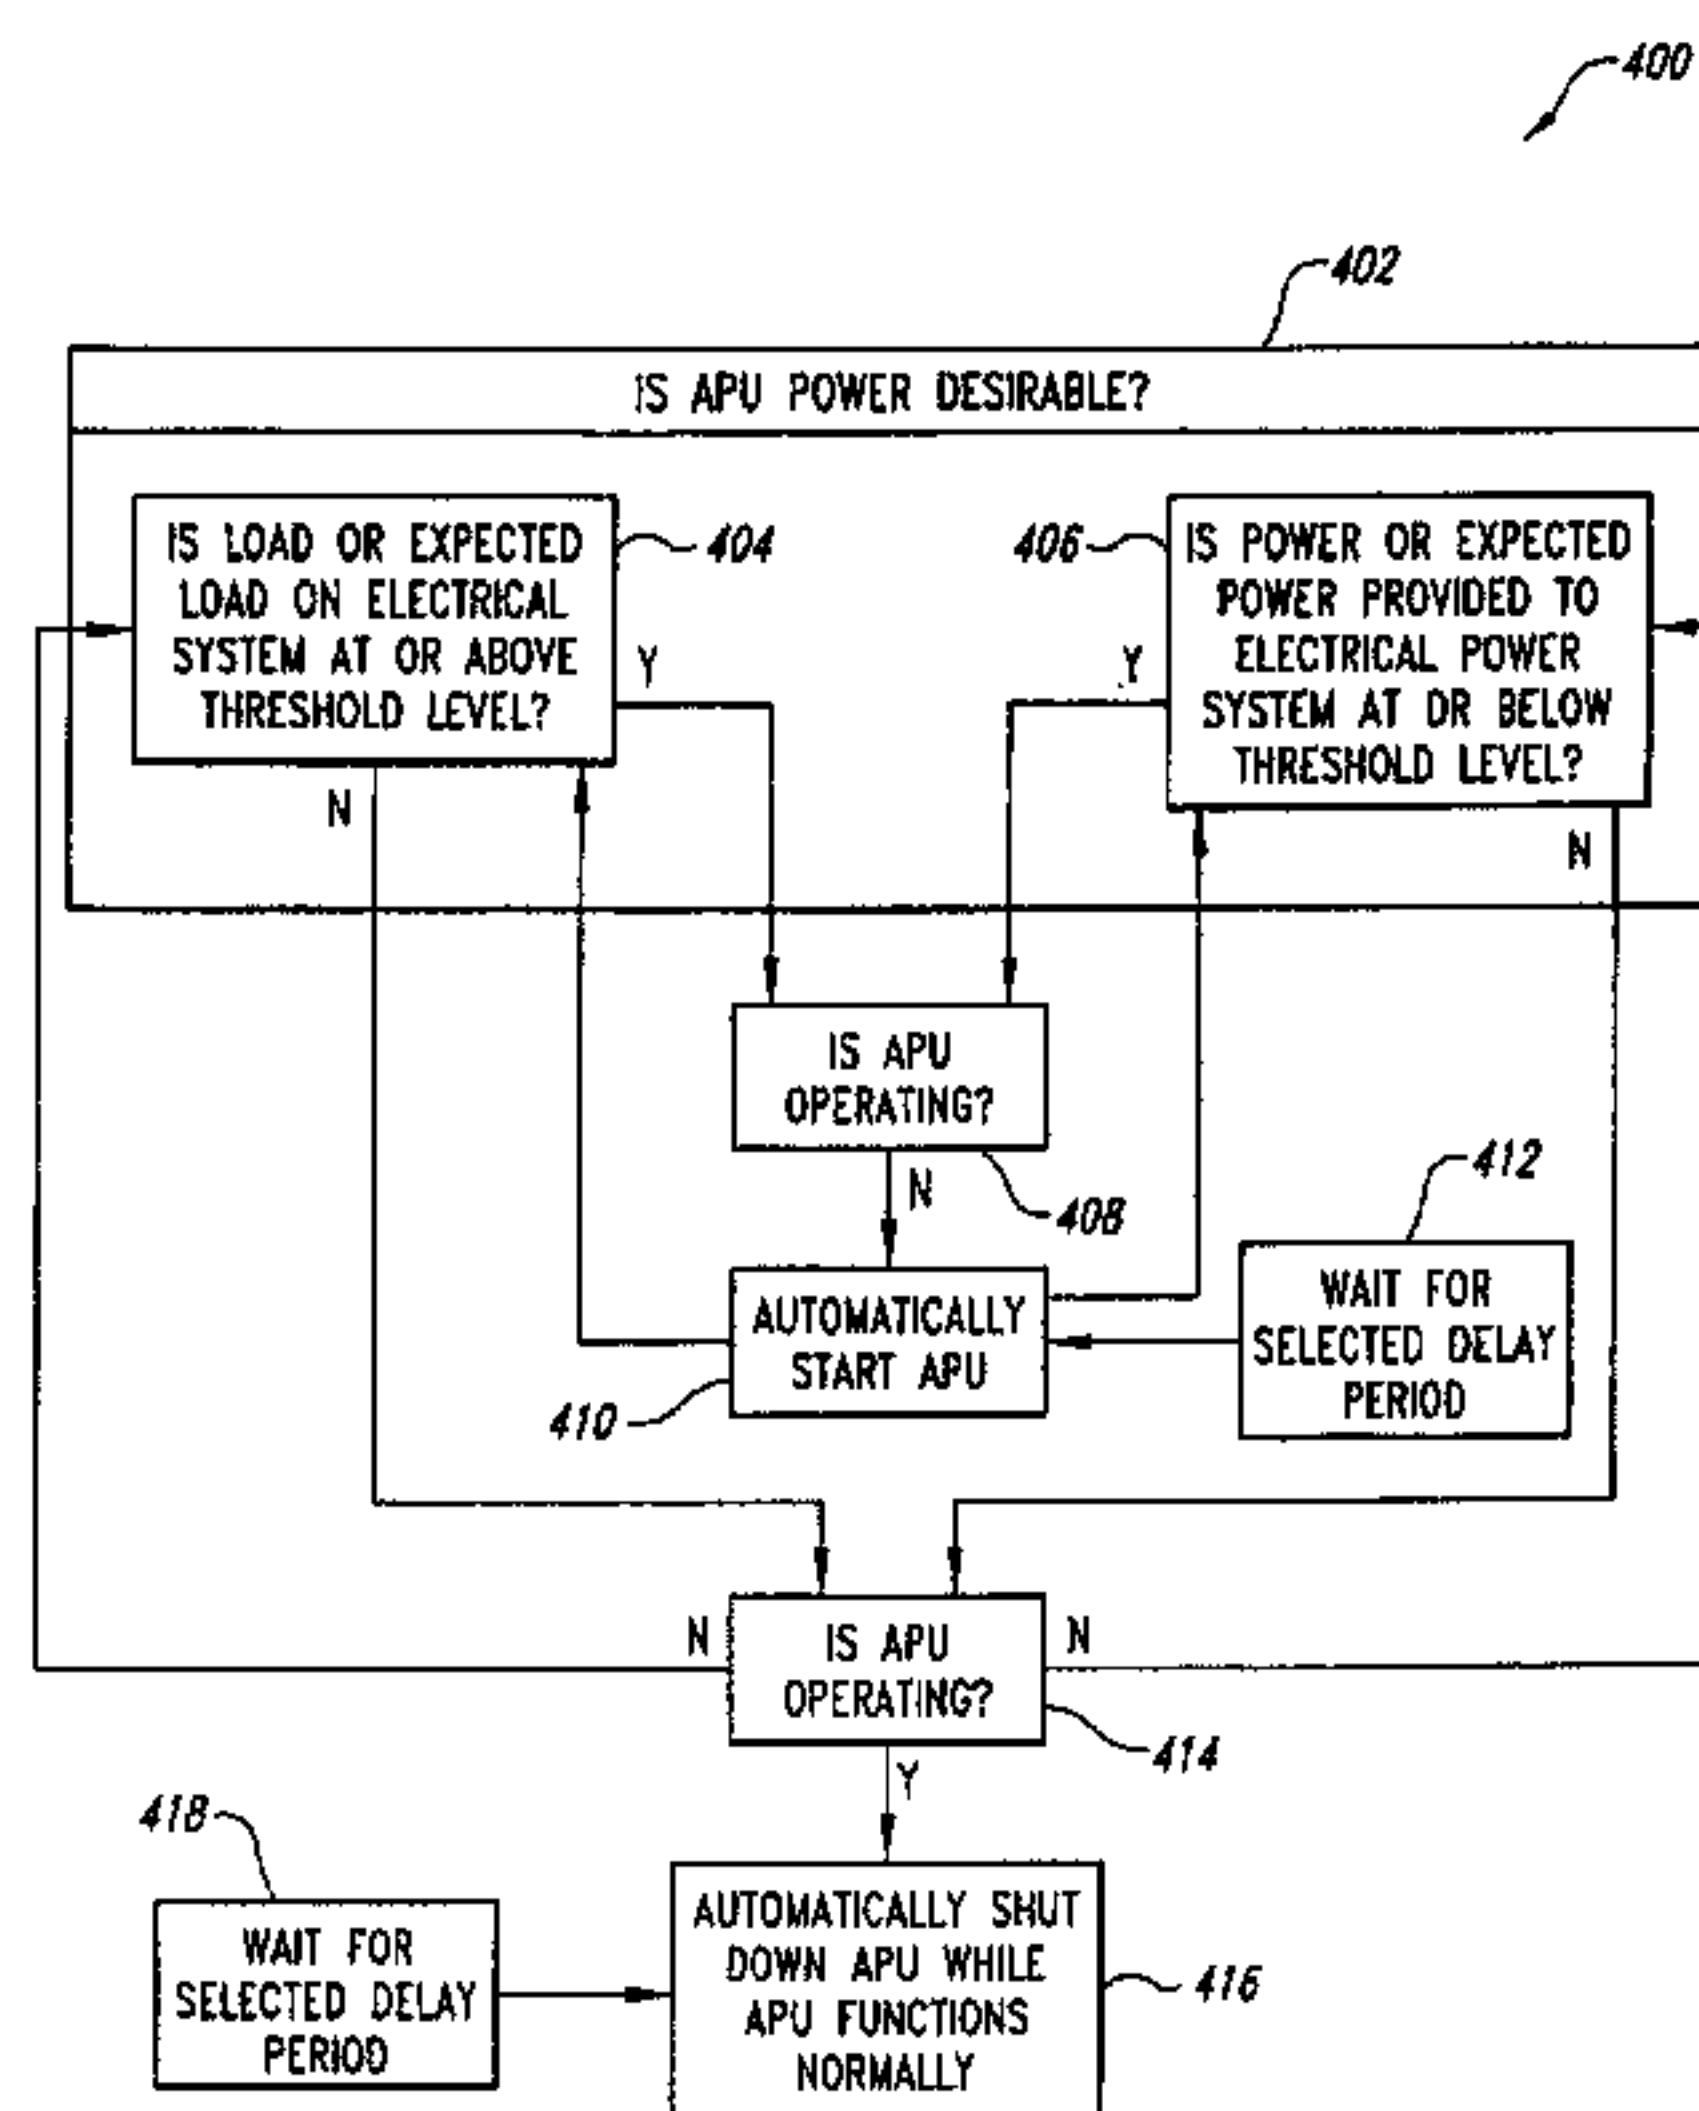 400
402
IS APU POWER DESIRABLE?
IS LOAD OR EXPECTED
LOAD ON ELECTRICAL
SYSTEM AT OR ABOVE
THRESHOLD LEVEL?
404
Y
N
406
IS POWER OR EXPECTED
POWER PROVIDED TO
ELECTRICAL POWER
SYSTEM AT OR BELOW
THRESHOLD LEVEL?
Y
N
IS APU
OPERATING?
N
408
412
WAIT FOR
SELECTED DELAY
PERIOD
AUTOMATICALLY
START APU
410
N
IS APU
OPERATING?
N
414
Y
418
WAIT FOR
SELECTED DELAY
PERIOD
AUTOMATICALLY SHUT
DOWN APU WHILE
APU FUNCTIONS
NORMALLY
416